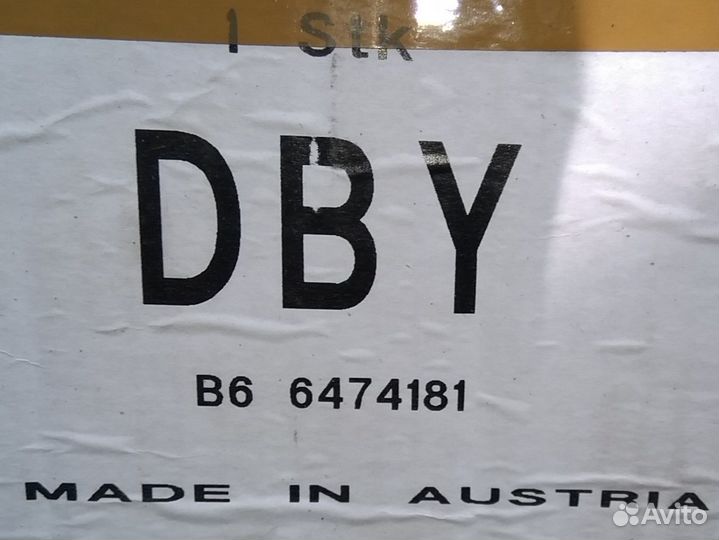 1 Stk
DBY
B6 6474181
MADE IN AUSTRIA
Avito